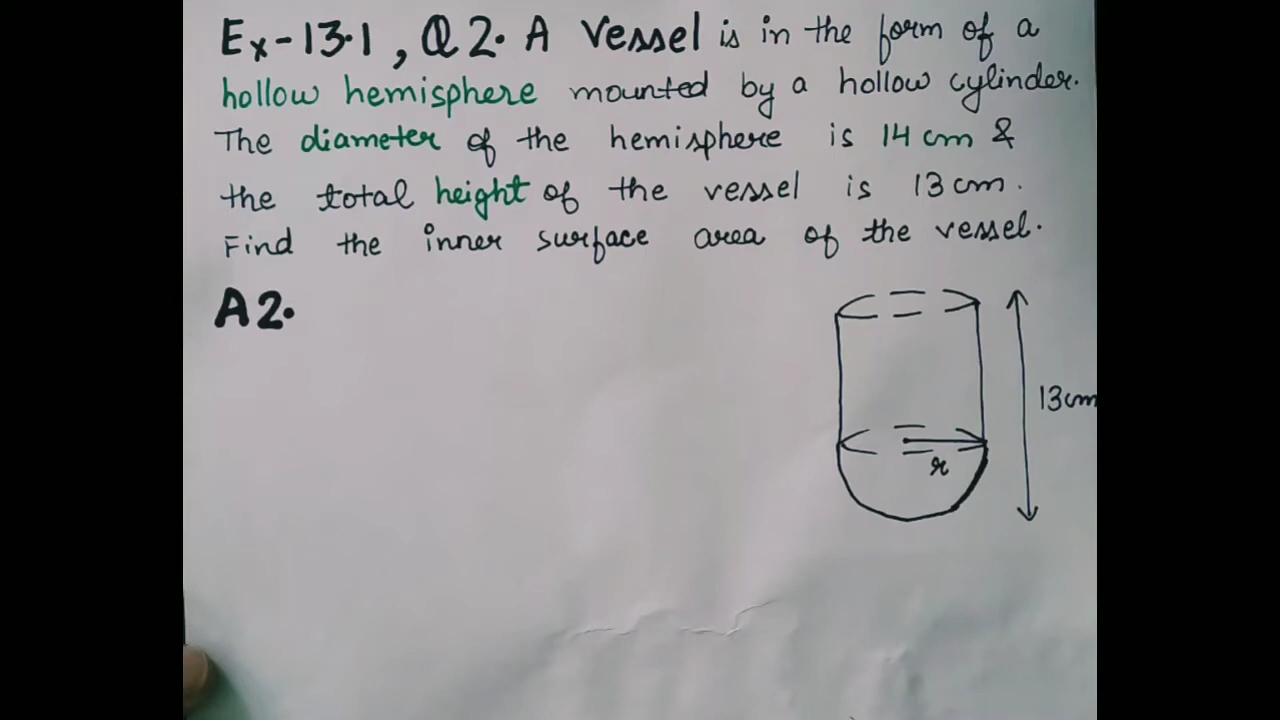 Ex-13.1, Q2. A Vessel is in the form of a
hollow hemisphere mounted by a hollow cylinder.
The diameter of the hemisphere is 14 cm &
the total height of the vessel is 13 cm.
Find the inner surface area of the vessel.
A2.
13cm
r